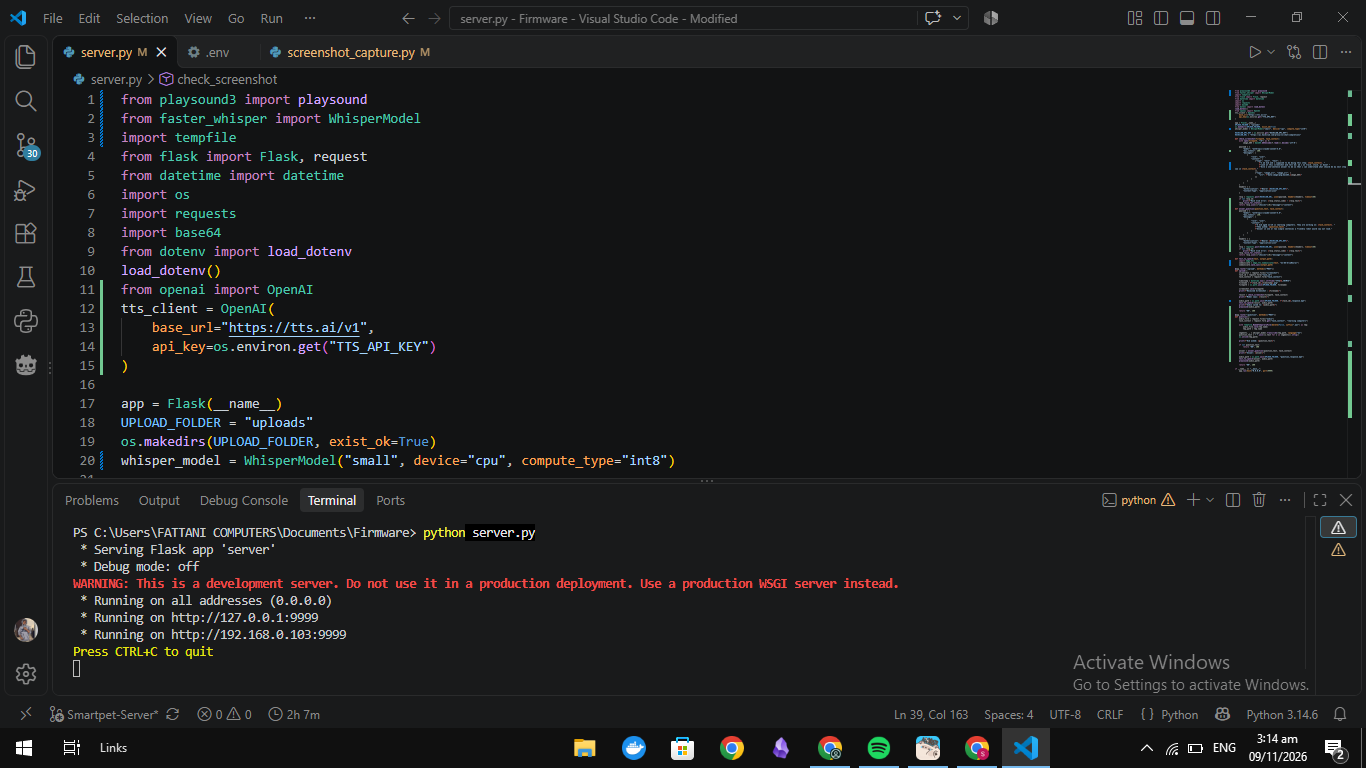 File Edit Selection View Go Run ··· server.py - Firmware - Visual Studio Code - Modified
server.py M .env screenshot_capture.py M
server.py > check_screenshot
1 from playsound3 import playsound
2 from faster_whisper import WhisperModel
3 import tempfile
4 from flask import Flask, request
5 from datetime import datetime
6 import os
7 import requests
8 import base64
9 from dotenv import load_dotenv
10 load_dotenv()
11 from openai import OpenAI
12 tts_client = OpenAI(
13 base_url="https://tts.ai/v1",
14 api_key=os.environ.get("TTS_API_KEY")
15 )
16
17 app = Flask(__name__)
18 UPLOAD_FOLDER = "uploads"
19 os.makedirs(UPLOAD_FOLDER, exist_ok=True)
20 whisper_model = WhisperModel("small", device="cpu", compute_type="int8")
30
Problems Output Debug Console Terminal Ports python
PS C:\Users\FATTANI COMPUTERS\Documents\Firmware> python server.py
* Serving Flask app 'server'
* Debug mode: off
WARNING: This is a development server. Do not use it in a production deployment. Use a production WSGI server instead.
* Running on all addresses (0.0.0.0)
* Running on http://127.0.0.1:9999
* Running on http://192.168.0.103:9999
Press CTRL+C to quit
Activate Windows
Go to Settings to activate Windows.
Smartpet-Server* 0 0 2h 7m Ln 39, Col 163 Spaces: 4 UTF-8 CRLF {} Python Python 3.14.6
Links ENG 3:14 am
09/11/2026 2